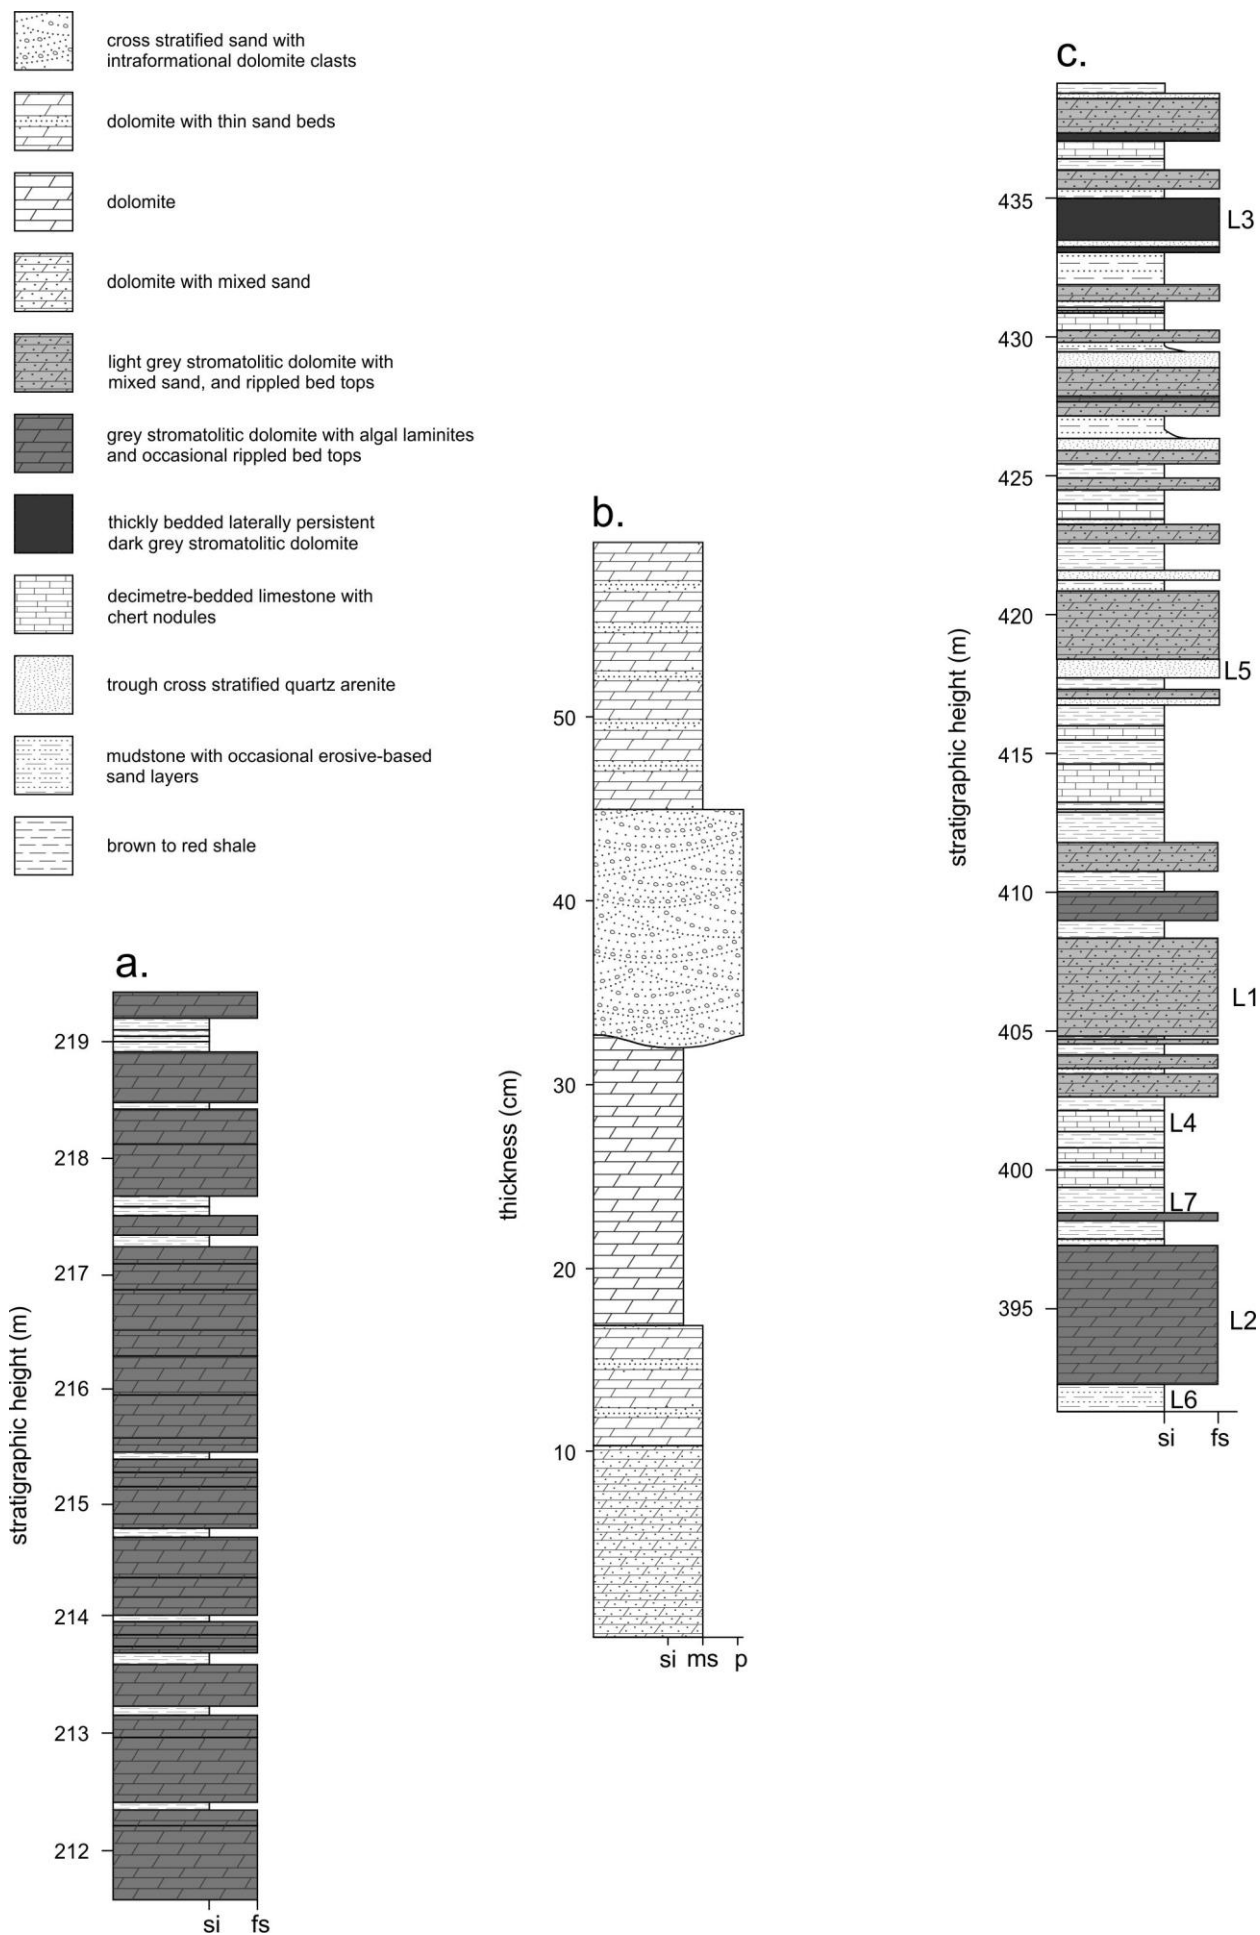 cross stratified sand with
intraformational dolomite clasts
dolomite with thin sand beds
dolomite
dolomite with mixed sand
light grey stromatolitic dolomite with
mixed sand, and rippled bed tops
grey stromatolitic dolomite with algal laminites
and occasional rippled bed tops
thickly bedded laterally persistent
dark grey stromatolitic dolomite
decimetre-bedded limestone with
chert nodules
trough cross stratified quartz arenite
mudstone with occasional erosive-based
sand layers
brown to red shale
a.
219
218
217
216
215
214
213
212
stratigraphic height (m)
si fs
b.
50
40
30
20
10
thickness (cm)
si ms p
c.
435
430
425
420
415
410
405
400
395
stratigraphic height (m)
L3
L5
L1
L4
L7
L2
L6
si fs